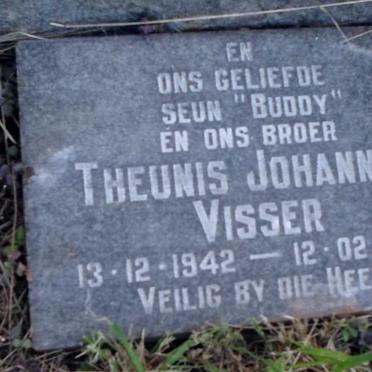 EN
ONS GELIEFDE
SEUN "BUDDY"
ÉN ONS BROER
THEUNIS JOHANN
VISSER
13·12·1942 — 12·02
VEILIG BY DIE HEE